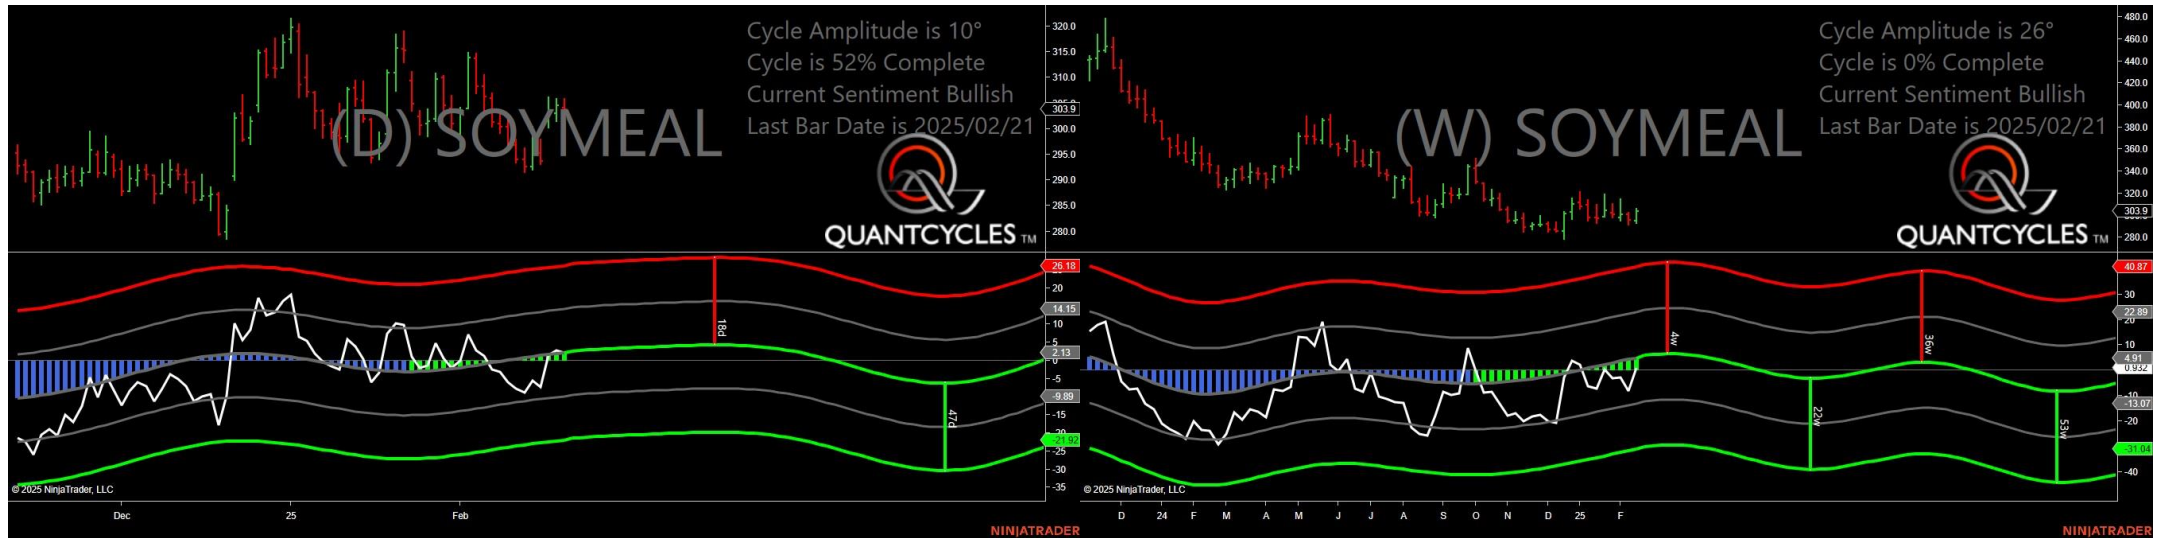 Cycle Amplitude is 10°
Cycle is 52% Complete
Current Sentiment Bullish
Last Bar Date is 2025/02/21
(D) SOYMEAL
QUANTCYCLES TM
320.0
315.0
310.0
303.9
300.0
295.0
290.0
285.0
280.0
26.18
20
14.15
10
5
2.13
-5
-9.89
-15
-21.92
-25
-30
-35
18d
47d
© 2025 NinjaTrader, LLC
Dec
25
Feb
NINJATRADER
Cycle Amplitude is 26°
Cycle is 0% Complete
Current Sentiment Bullish
Last Bar Date is 2025/02/21
(W) SOYMEAL
QUANTCYCLES TM
480.0
460.0
440.0
420.0
400.0
380.0
360.0
340.0
320.0
303.9
280.0
40.87
30
22.89
20
10
4.91
0.932
-10
-13.07
-20
-31.04
-40
4w
22w
36w
53w
© 2025 NinjaTrader, LLC
D
24
F
M
A
M
J
J
A
S
O
N
D
25
F
NINJATRADER